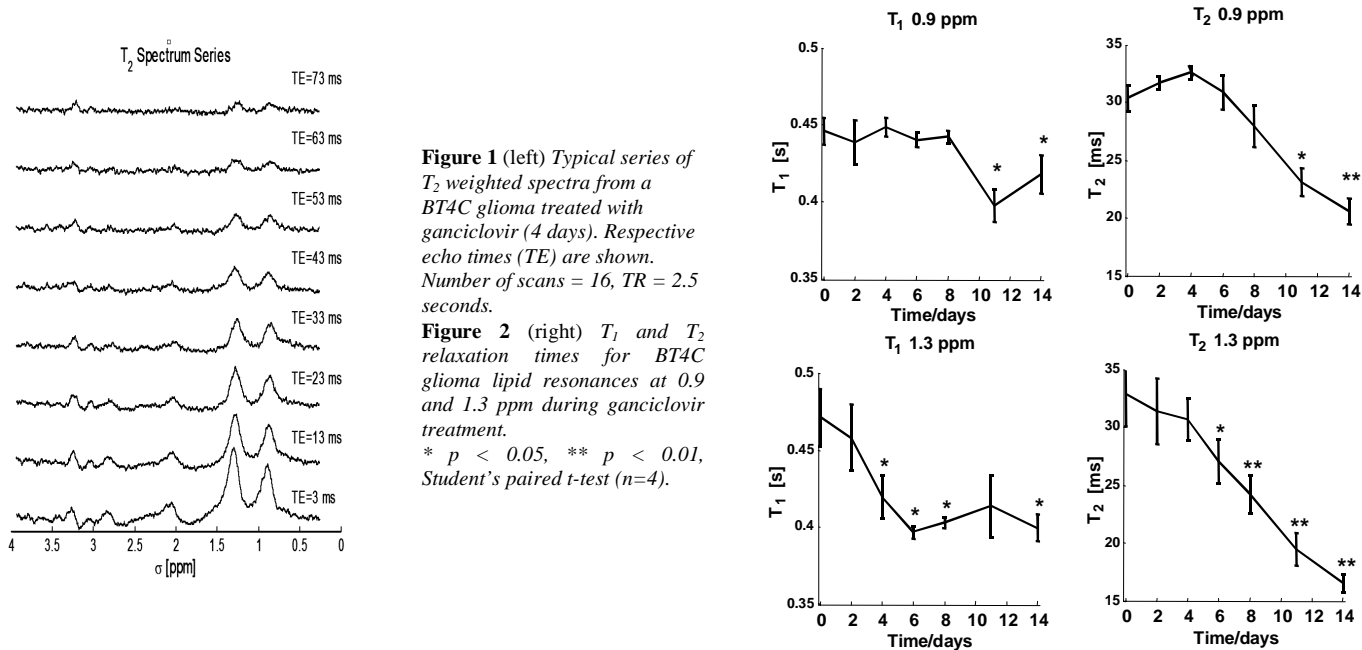 T2 Spectrum Series
TE=73 ms
TE=63 ms
TE=53 ms
TE=43 ms
TE=33 ms
TE=23 ms
TE=13 ms
TE=3 ms
4 3.5 3 2.5 2 1.5 1 0.5 0
σ [ppm]
Figure 1 (left) Typical series of
T2 weighted spectra from a
BT4C glioma treated with
ganciclovir (4 days). Respective
echo times (TE) are shown.
Number of scans = 16, TR = 2.5
seconds.
Figure 2 (right) T1 and T2
relaxation times for BT4C
glioma lipid resonances at 0.9
and 1.3 ppm during ganciclovir
treatment.
* p < 0.05, ** p < 0.01,
Student's paired t-test (n=4).
T1 0.9 ppm
0.5
0.45
0.4
0.35
T1 [s]
* *
0 2 4 6 8 10 12 14
Time/days
T2 0.9 ppm
35
30
25
20
15
T2 [ms]
* **
0 2 4 6 8 10 12 14
Time/days
T1 1.3 ppm
0.5
0.45
0.4
0.35
T1 [s]
* * * *
0 2 4 6 8 10 12 14
Time/days
T2 1.3 ppm
35
30
25
20
15
T2 [ms]
* ** ** **
0 2 4 6 8 10 12 14
Time/days